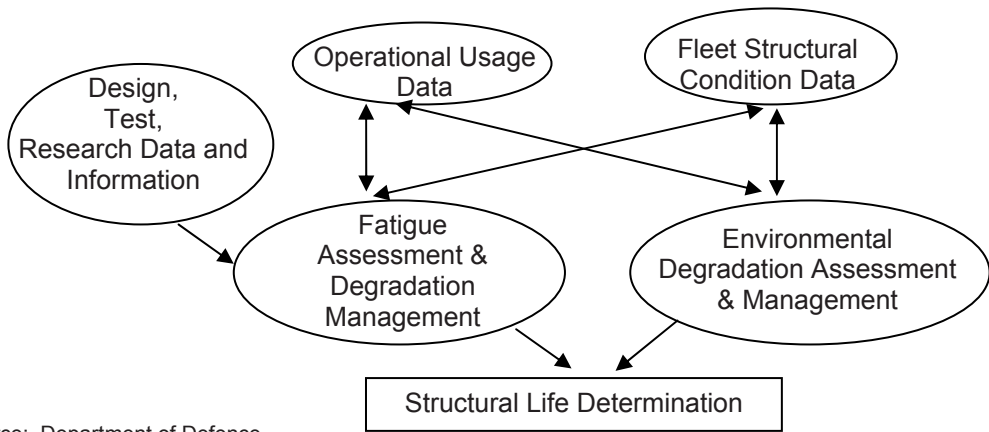 Operational Usage
Data
Fleet Structural
Condition Data
Design,
Test,
Research Data and
Information
Fatigue
Assessment &
Degradation
Management
Environmental
Degradation Assessment
& Management
Structural Life Determination
Department of Defence